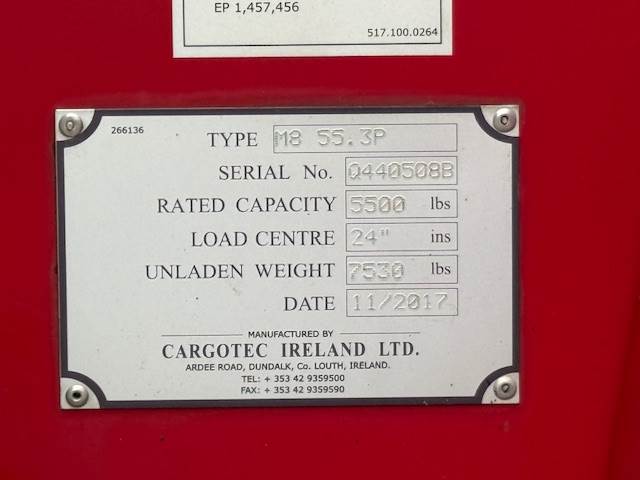 EP 1,457,456
517.100.0264
266136
TYPE M8 55.3P
SERIAL No. Q440508B
RATED CAPACITY 5500 lbs
LOAD CENTRE 24" ins
UNLADEN WEIGHT 7530 lbs
DATE 11/2017
MANUFACTURED BY
CARGOTEC IRELAND LTD.
ARDEE ROAD, DUNDALK, Co. LOUTH, IRELAND.
TEL: + 353 42 9359500
FAX: + 353 42 9359590